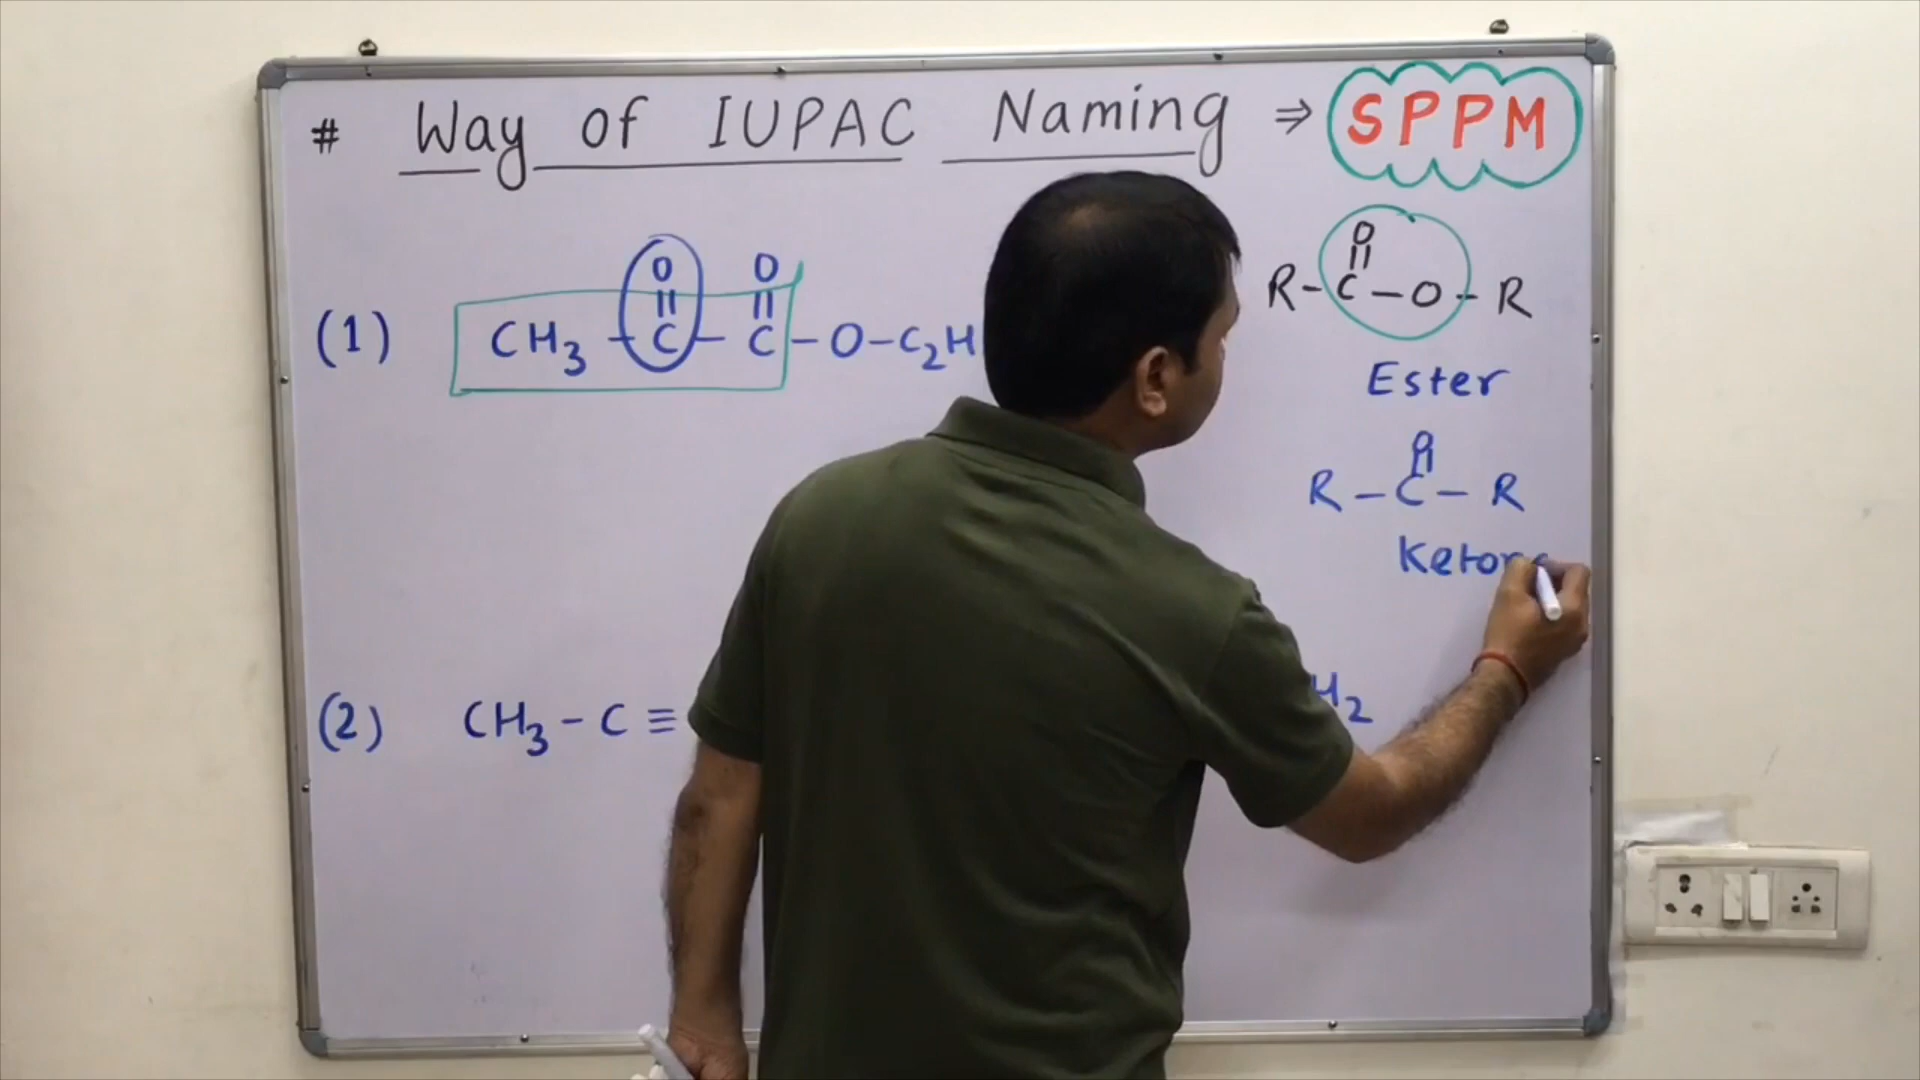 # Way of IUPAC Naming ⇒ SPPM
O O
|| ||
(1) CH3 - C - C - O - C2H
O
||
R - C - O - R
Ester
O
||
R - C - R
Keton
(2) CH3 - C ≡ H2